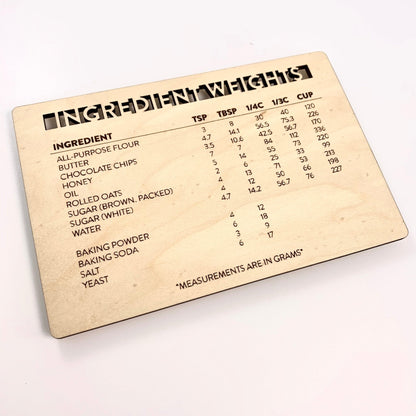 INGREDIENT WEIGHTS
INGREDIENT TSP TBSP 1/4C 1/3C CUP
ALL-PURPOSE FLOUR 3 8 30 40 120
BUTTER 4.7 14.1 56.5 75.3 226
CHOCOLATE CHIPS 3.5 10.6 42.5 56.7 170
HONEY 7 84 112 336
OIL 5 14 55 73 220
ROLLED OATS 2 6 25 33 99
SUGAR (BROWN, PACKED) 4 13 53 71 213
SUGAR (WHITE) 4 12 50 66 198
WATER 4.7 14.2 56.7 76 227
BAKING POWDER 4 12
BAKING SODA 6 18
SALT 3 9
YEAST 6 17
*MEASUREMENTS ARE IN GRAMS*